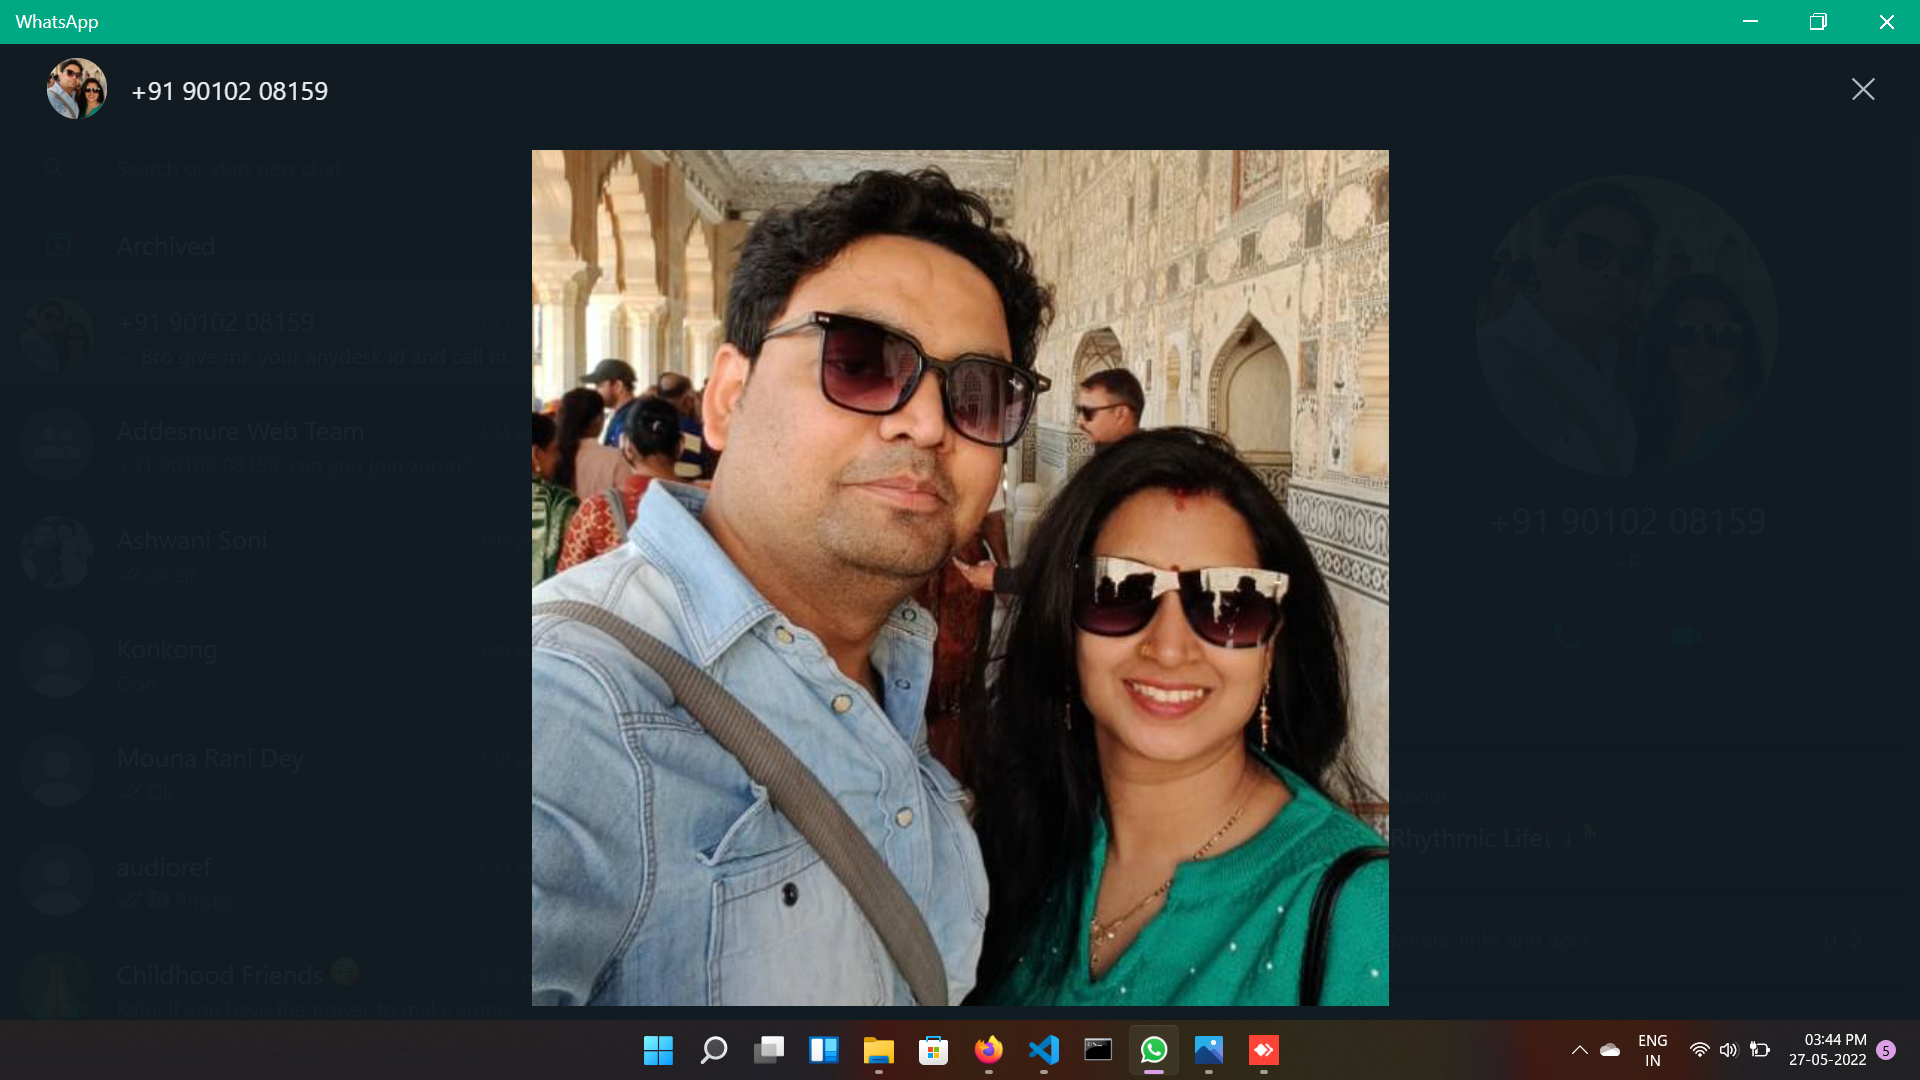 WhatsApp
+91 90102 08159
Search or start new chat
Archived
+91 90102 08159
Bro give me your anydesk id and call m...
Addesnure Web Team
+91 90102 08159: can you join zoom?
Ashwani Soni
ok sir
Konkong
Ooo
Mouna Rani Dey
Ok
audioref
Photo
Childhood Friends
Kalo: If you have the power to make some...
+91 90102 08159
~P
About
Rhythmic Life
Media, links and docs
0
ENG
IN
03:44 PM
27-05-2022
5